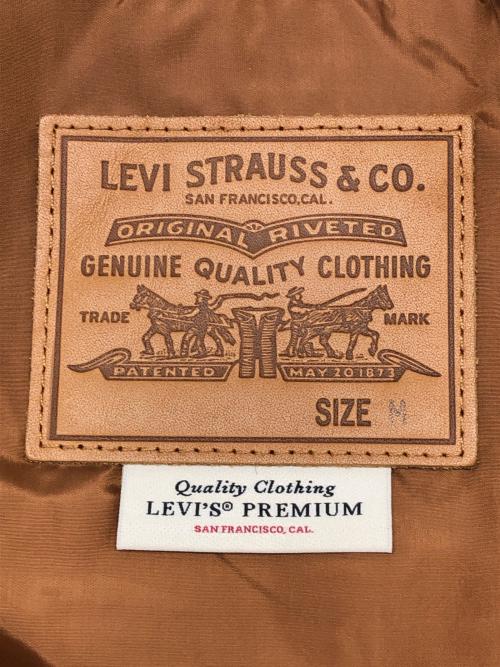 LEVI STRAUSS & CO.
SAN FRANCISCO, CAL.
ORIGINAL RIVETED
GENUINE QUALITY CLOTHING
TRADE MARK
PATENTED MAY 20 1873
SIZE M
Quality Clothing
LEVI'S® PREMIUM
SAN FRANCISCO, CAL.